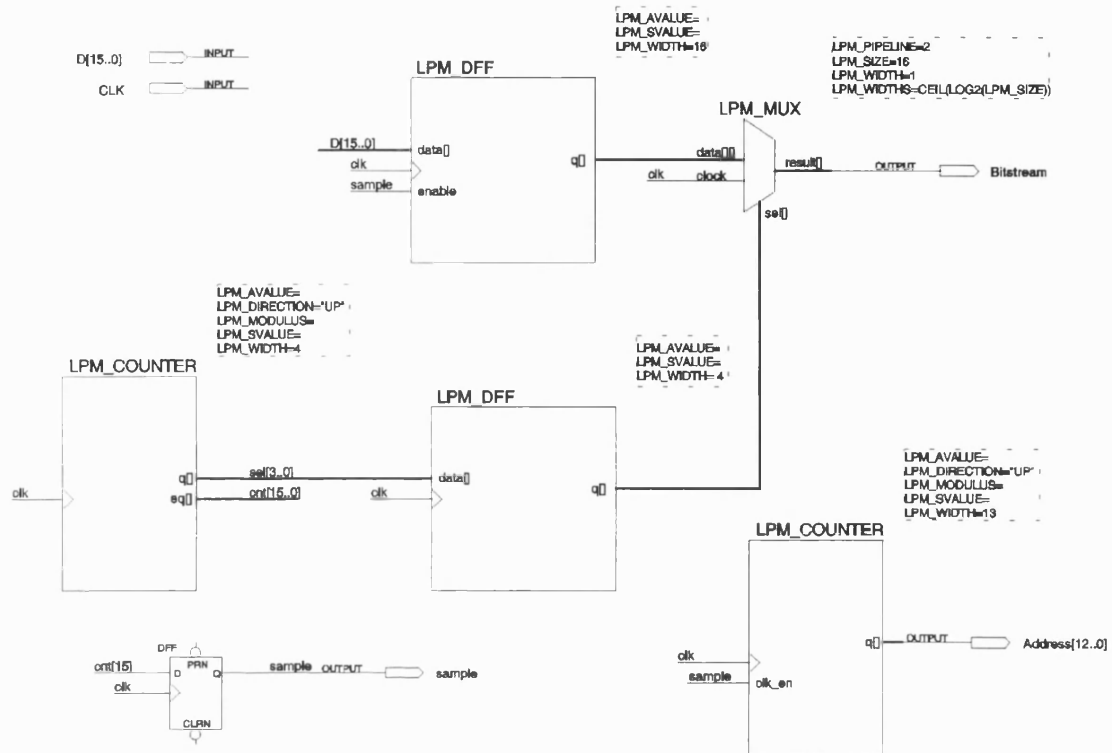 LPM_AVALUE=
LPM_SVALUE=
LPM_WIDTH=16
D[15..0] INPUT
CLK INPUT
LPM_PIPELINE=2
LPM_SIZE=16
LPM_WIDTH=1
LPM_WIDTHS=CEIL(LOG2(LPM_SIZE))
LPM_DFF
LPM_MUX
D[15..0] data[]
clk
sample enable
q[]
data[][]
clk clock
result[]
sel[]
OUTPUT Bitstream
LPM_AVALUE=
LPM_DIRECTION="UP"
LPM_MODULUS=
LPM_SVALUE=
LPM_WIDTH=4
LPM_AVALUE=
LPM_SVALUE=
LPM_WIDTH=4
LPM_COUNTER
LPM_DFF
clk
q[] sel[3..0] data[]
eq[] cnt[15..0] clk
q[]
LPM_AVALUE=
LPM_DIRECTION="UP"
LPM_MODULUS=
LPM_SVALUE=
LPM_WIDTH=13
LPM_COUNTER
q[] OUTPUT Address[12..0]
clk
sample clk_en
DFF
PRN
cnt[15] D Q sample OUTPUT sample
clk
CLRN